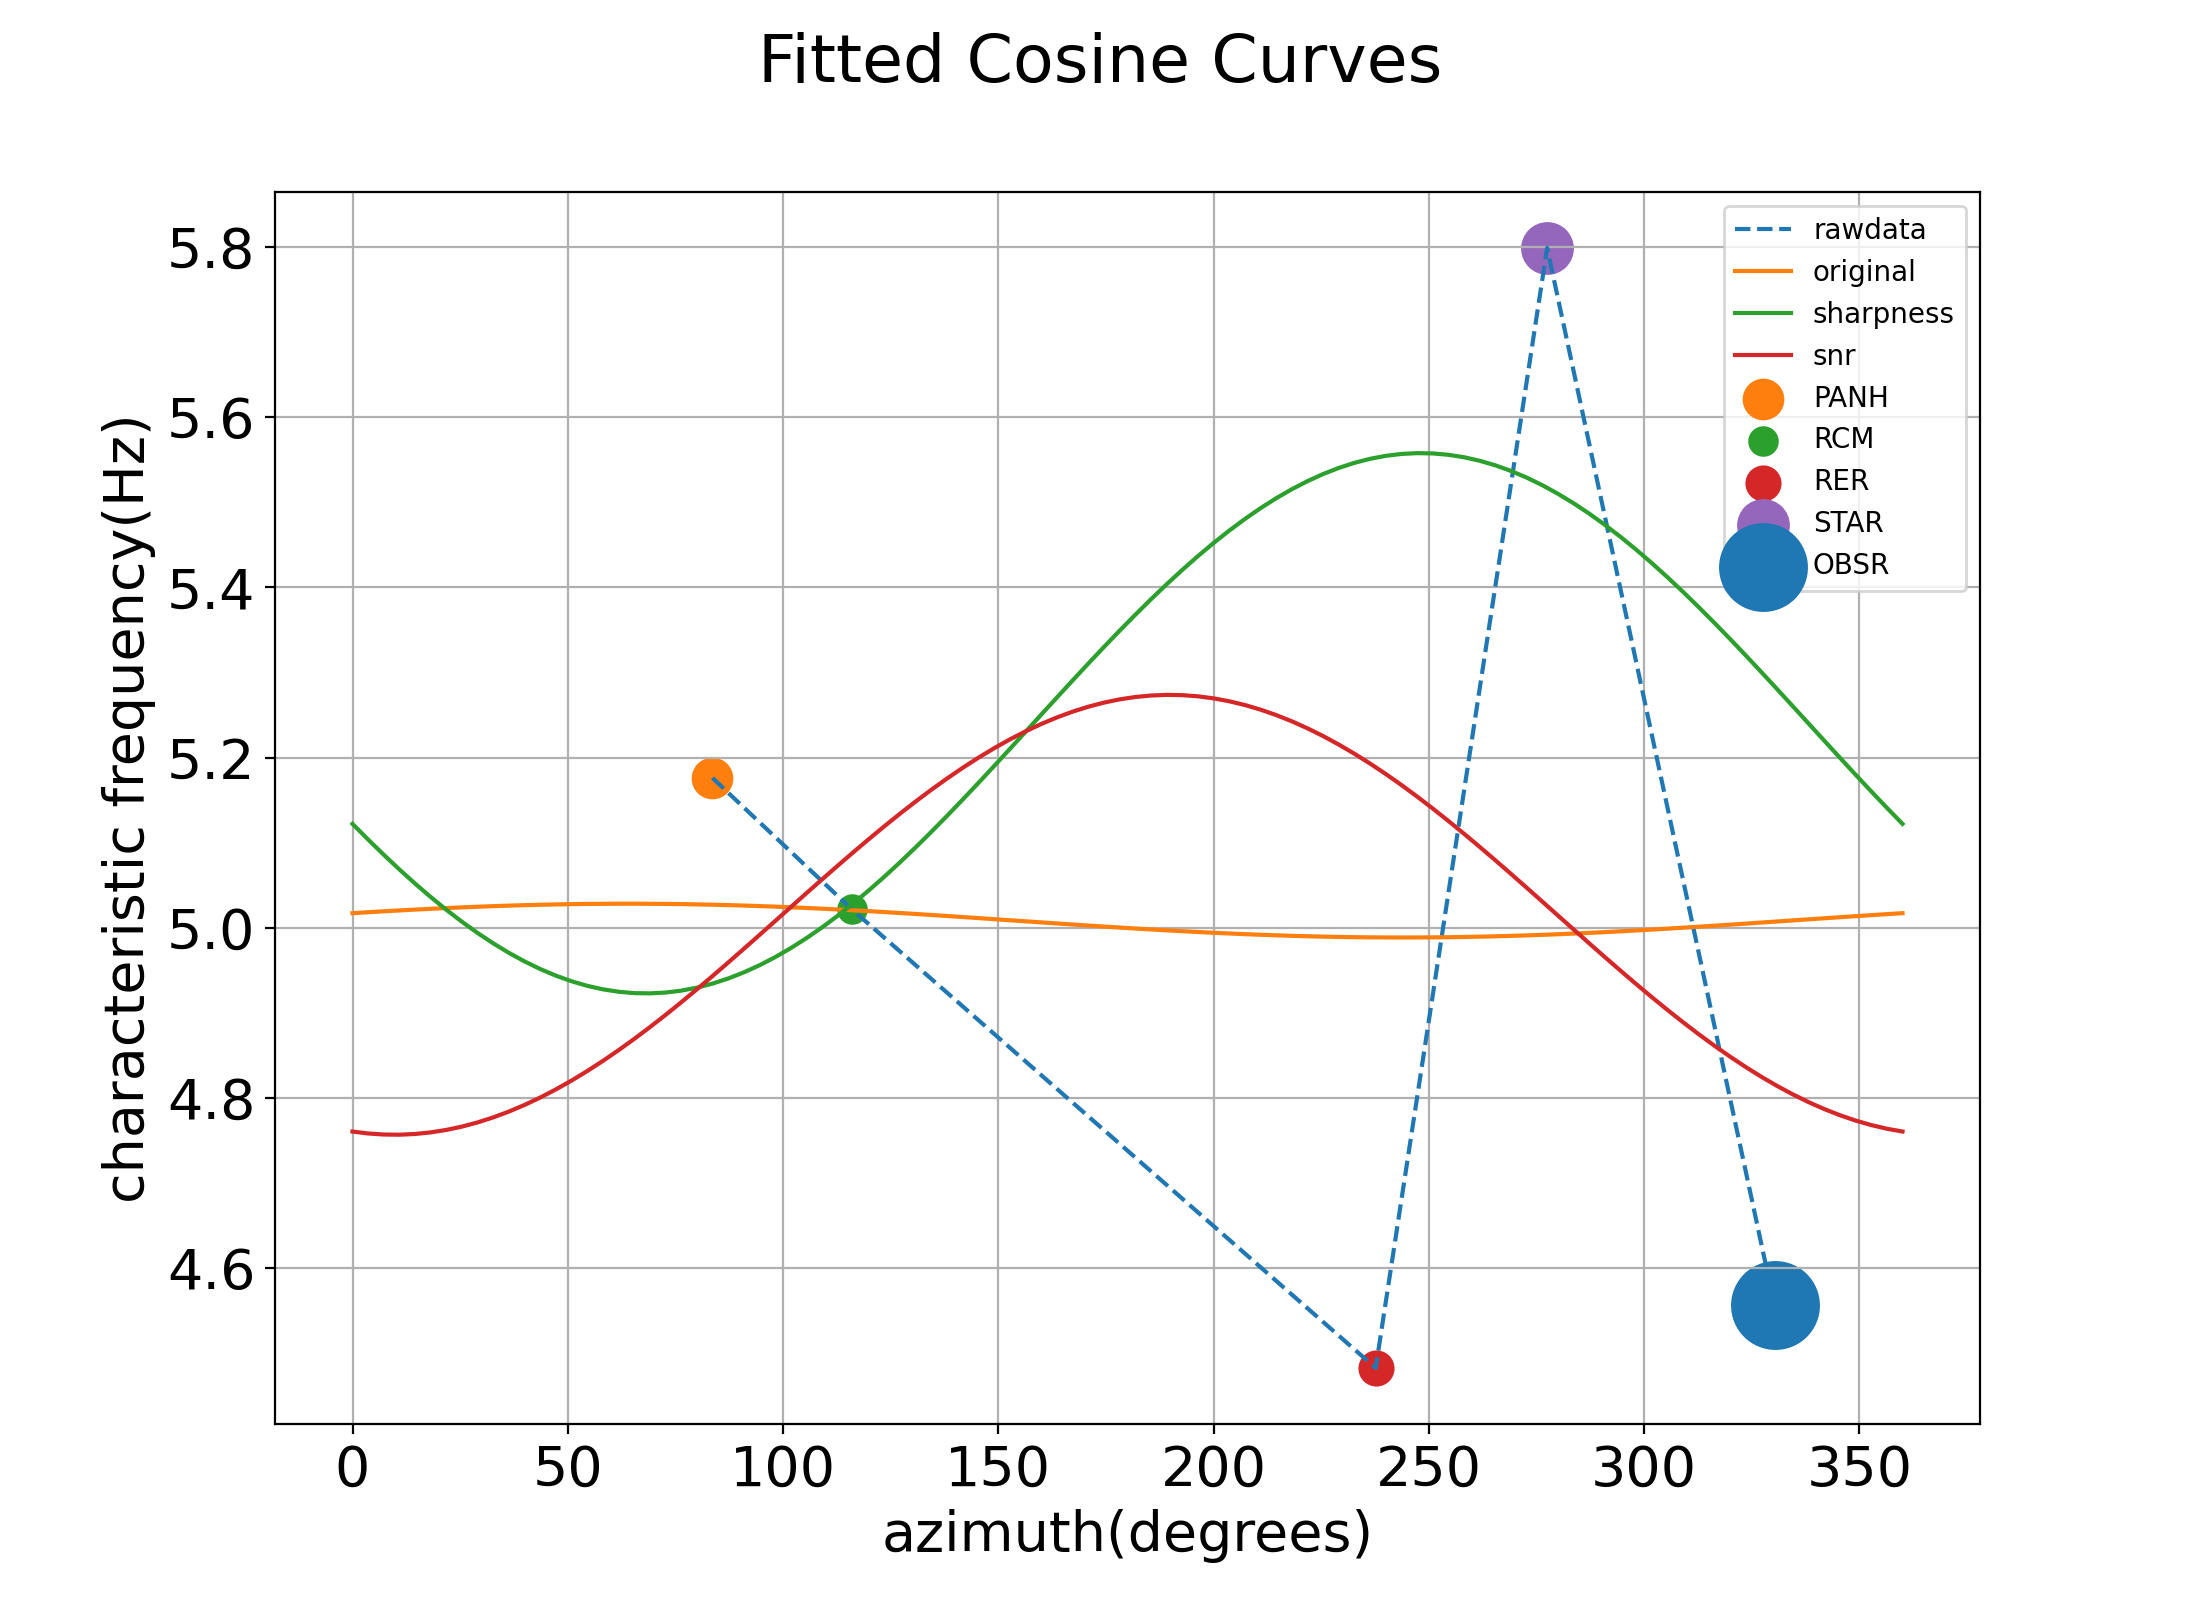 Fitted Cosine Curves
characteristic frequency(Hz)
5.8
5.6
5.4
5.2
5.0
4.8
4.6
rawdata
original
sharpness
snr
PANH
RCM
RER
STAR
OBSR
0 50 100 150 200 250 300 350
azimuth(degrees)